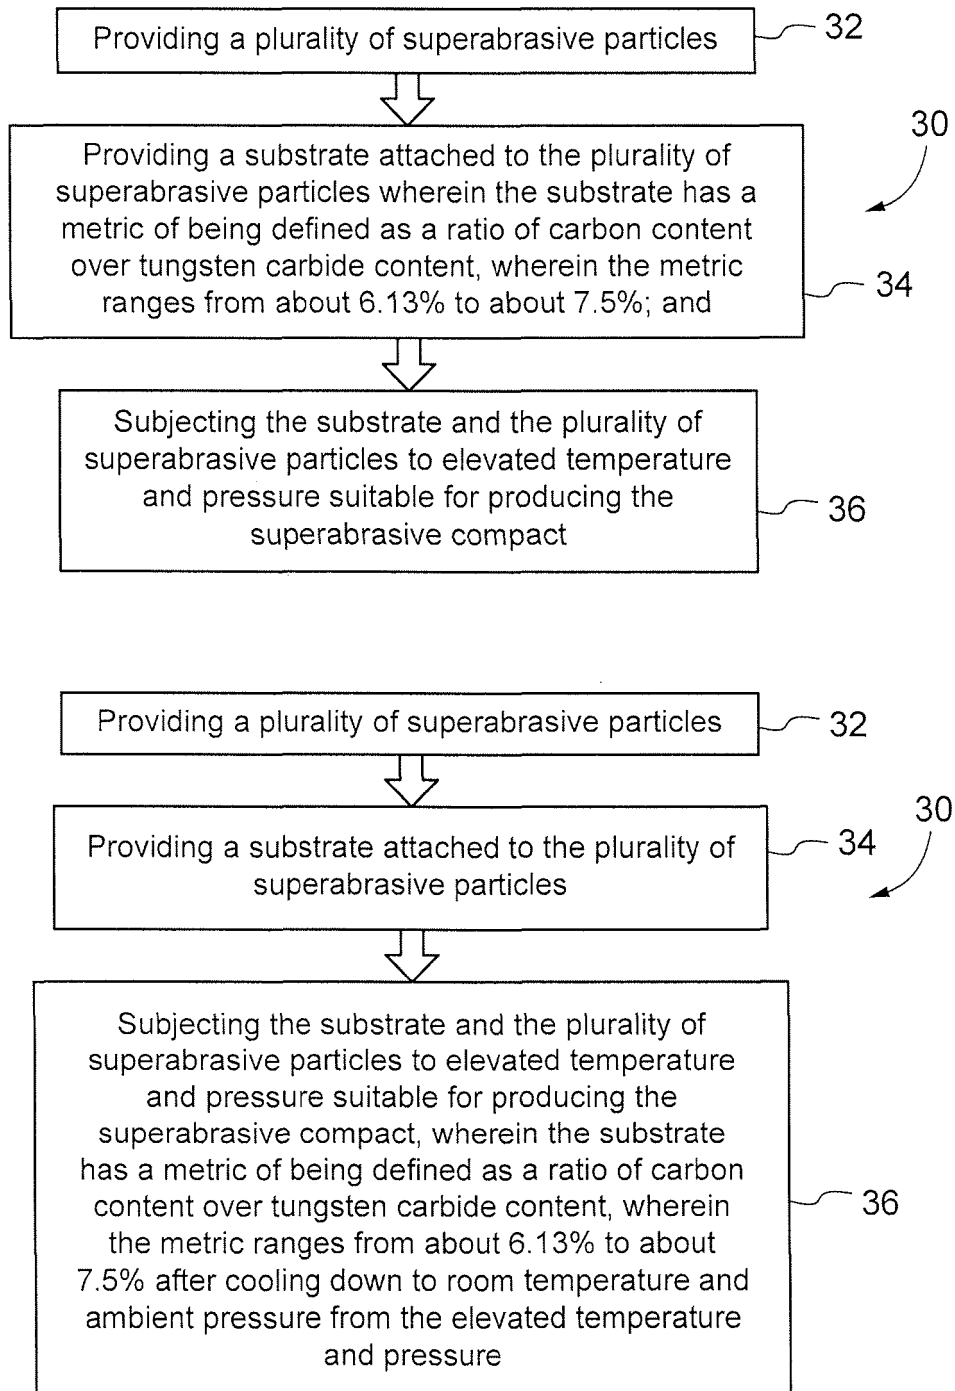 Providing a plurality of superabrasive particles
32
30
Providing a substrate attached to the plurality of
superabrasive particles wherein the substrate has a
metric of being defined as a ratio of carbon content
over tungsten carbide content, wherein the metric
ranges from about 6.13% to about 7.5%; and
34
Subjecting the substrate and the plurality of
superabrasive particles to elevated temperature
and pressure suitable for producing the
superabrasive compact
36
Providing a plurality of superabrasive particles
32
30
Providing a substrate attached to the plurality of
superabrasive particles
34
Subjecting the substrate and the plurality of
superabrasive particles to elevated temperature
and pressure suitable for producing the
superabrasive compact, wherein the substrate
has a metric of being defined as a ratio of carbon
content over tungsten carbide content, wherein
the metric ranges from about 6.13% to about
7.5% after cooling down to room temperature and
ambient pressure from the elevated temperature
and pressure
36